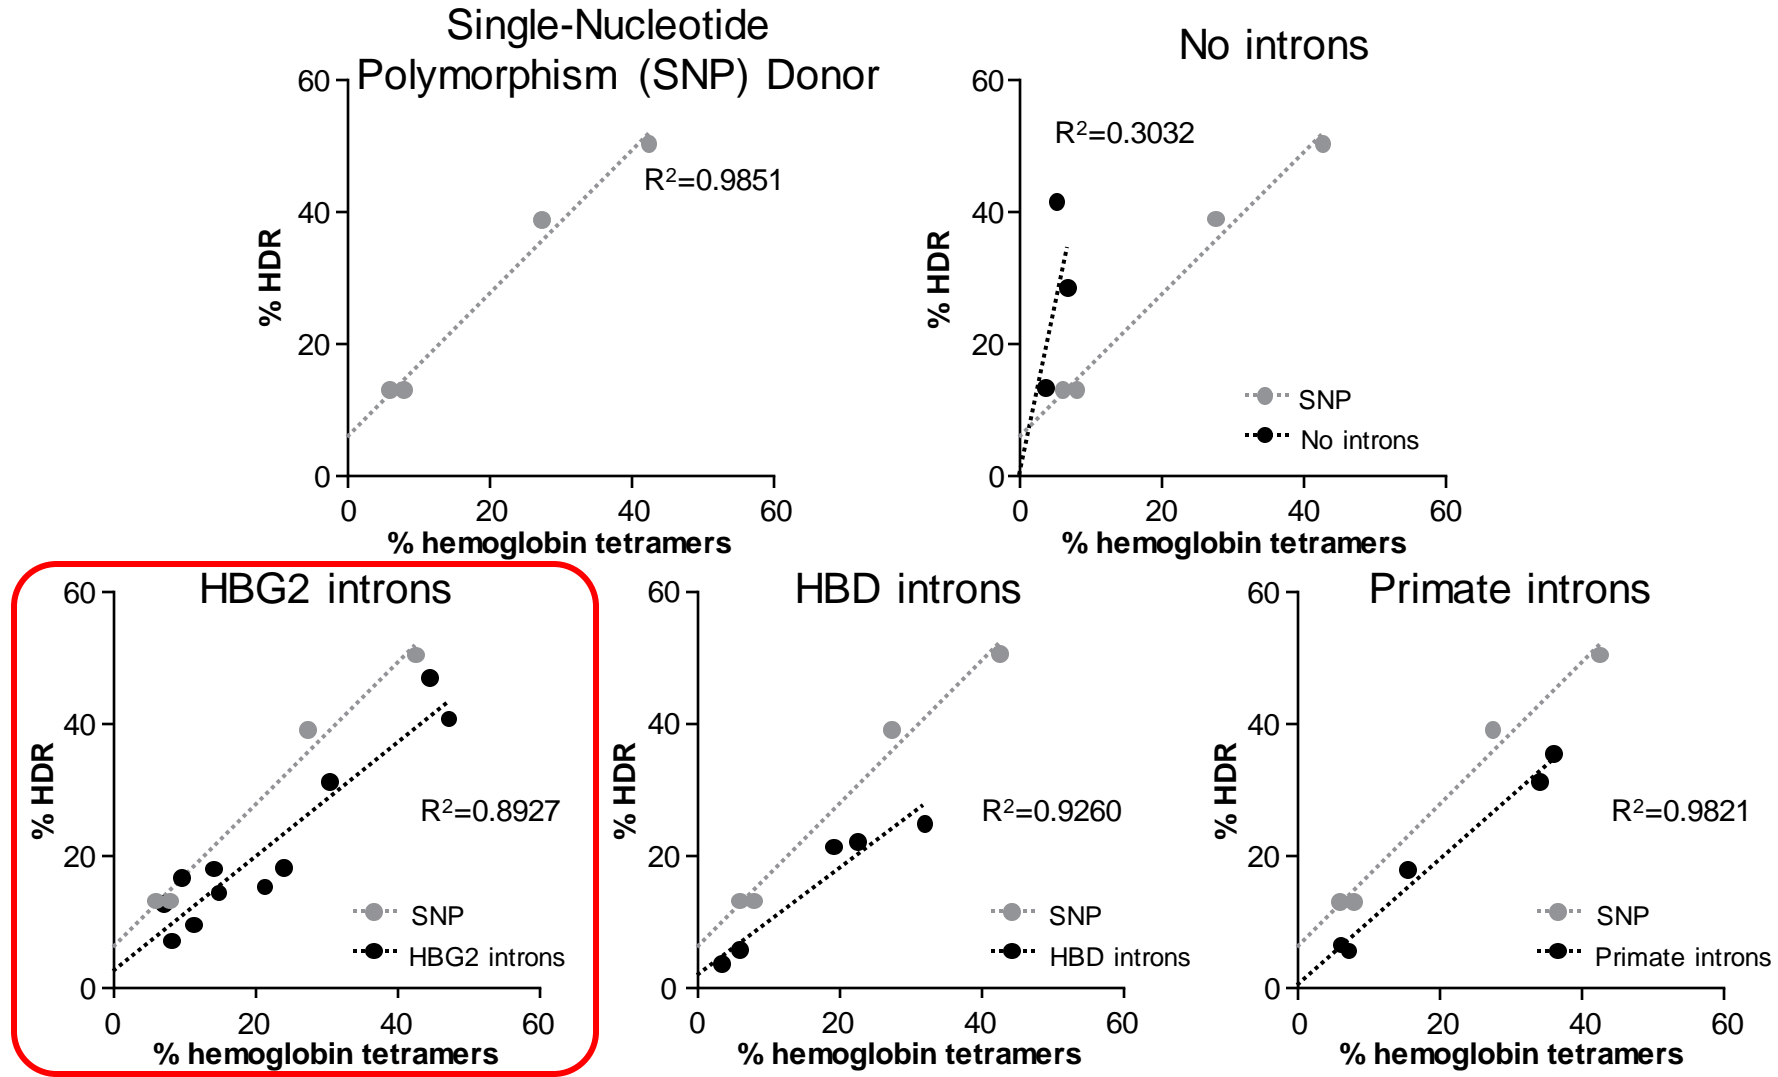 Single-Nucleotide
Polymorphism (SNP) Donor
60
40
20
0
% HDR
R²=0.9851
0 20 40 60
% hemoglobin tetramers
No introns
60
40
20
0
% HDR
R²=0.3032
SNP
No introns
0 20 40 60
% hemoglobin tetramers
HBG2 introns
60
40
20
0
% HDR
R²=0.8927
SNP
HBG2 introns
0 20 40 60
% hemoglobin tetramers
HBD introns
60
40
20
0
% HDR
R²=0.9260
SNP
HBD introns
0 20 40 60
% hemoglobin tetramers
Primate introns
60
40
20
0
% HDR
R²=0.9821
SNP
Primate introns
0 20 40 60
% hemoglobin tetramers